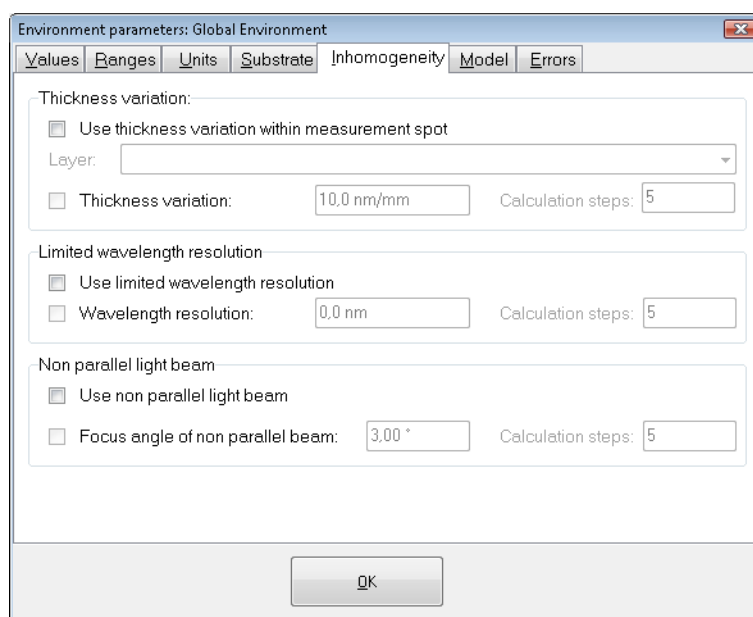 Environment parameters: Global Environment
Values Ranges Units Substrate Inhomogeneity Model Errors
Thickness variation:
Use thickness variation within measurement spot
Layer:
Thickness variation: 10,0 nm/mm Calculation steps: 5
Limited wavelength resolution
Use limited wavelength resolution
Wavelength resolution: 0,0 nm Calculation steps: 5
Non parallel light beam
Use non parallel light beam
Focus angle of non parallel beam: 3,00 ° Calculation steps: 5
OK